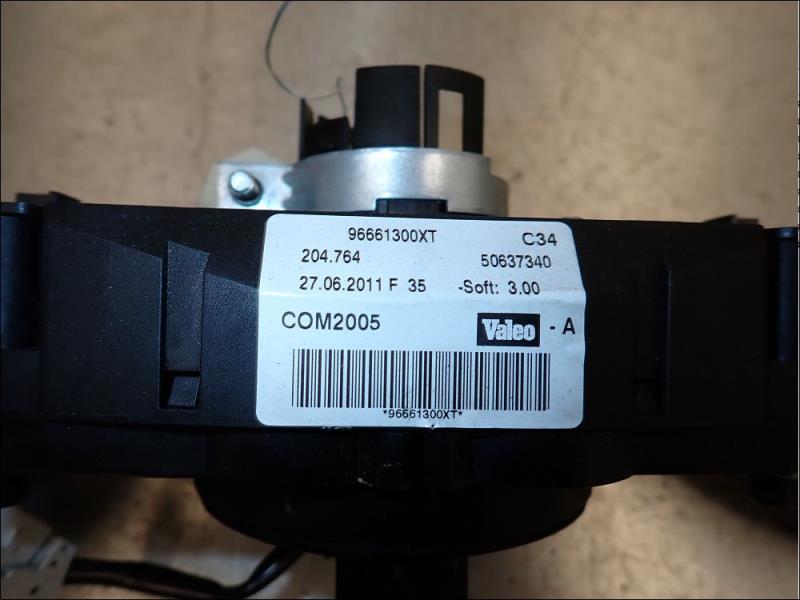 96661300XT C34
204.764 50637340
27.06.2011 F 35 -Soft: 3.00
COM2005 Valeo - A
*96661300XT*